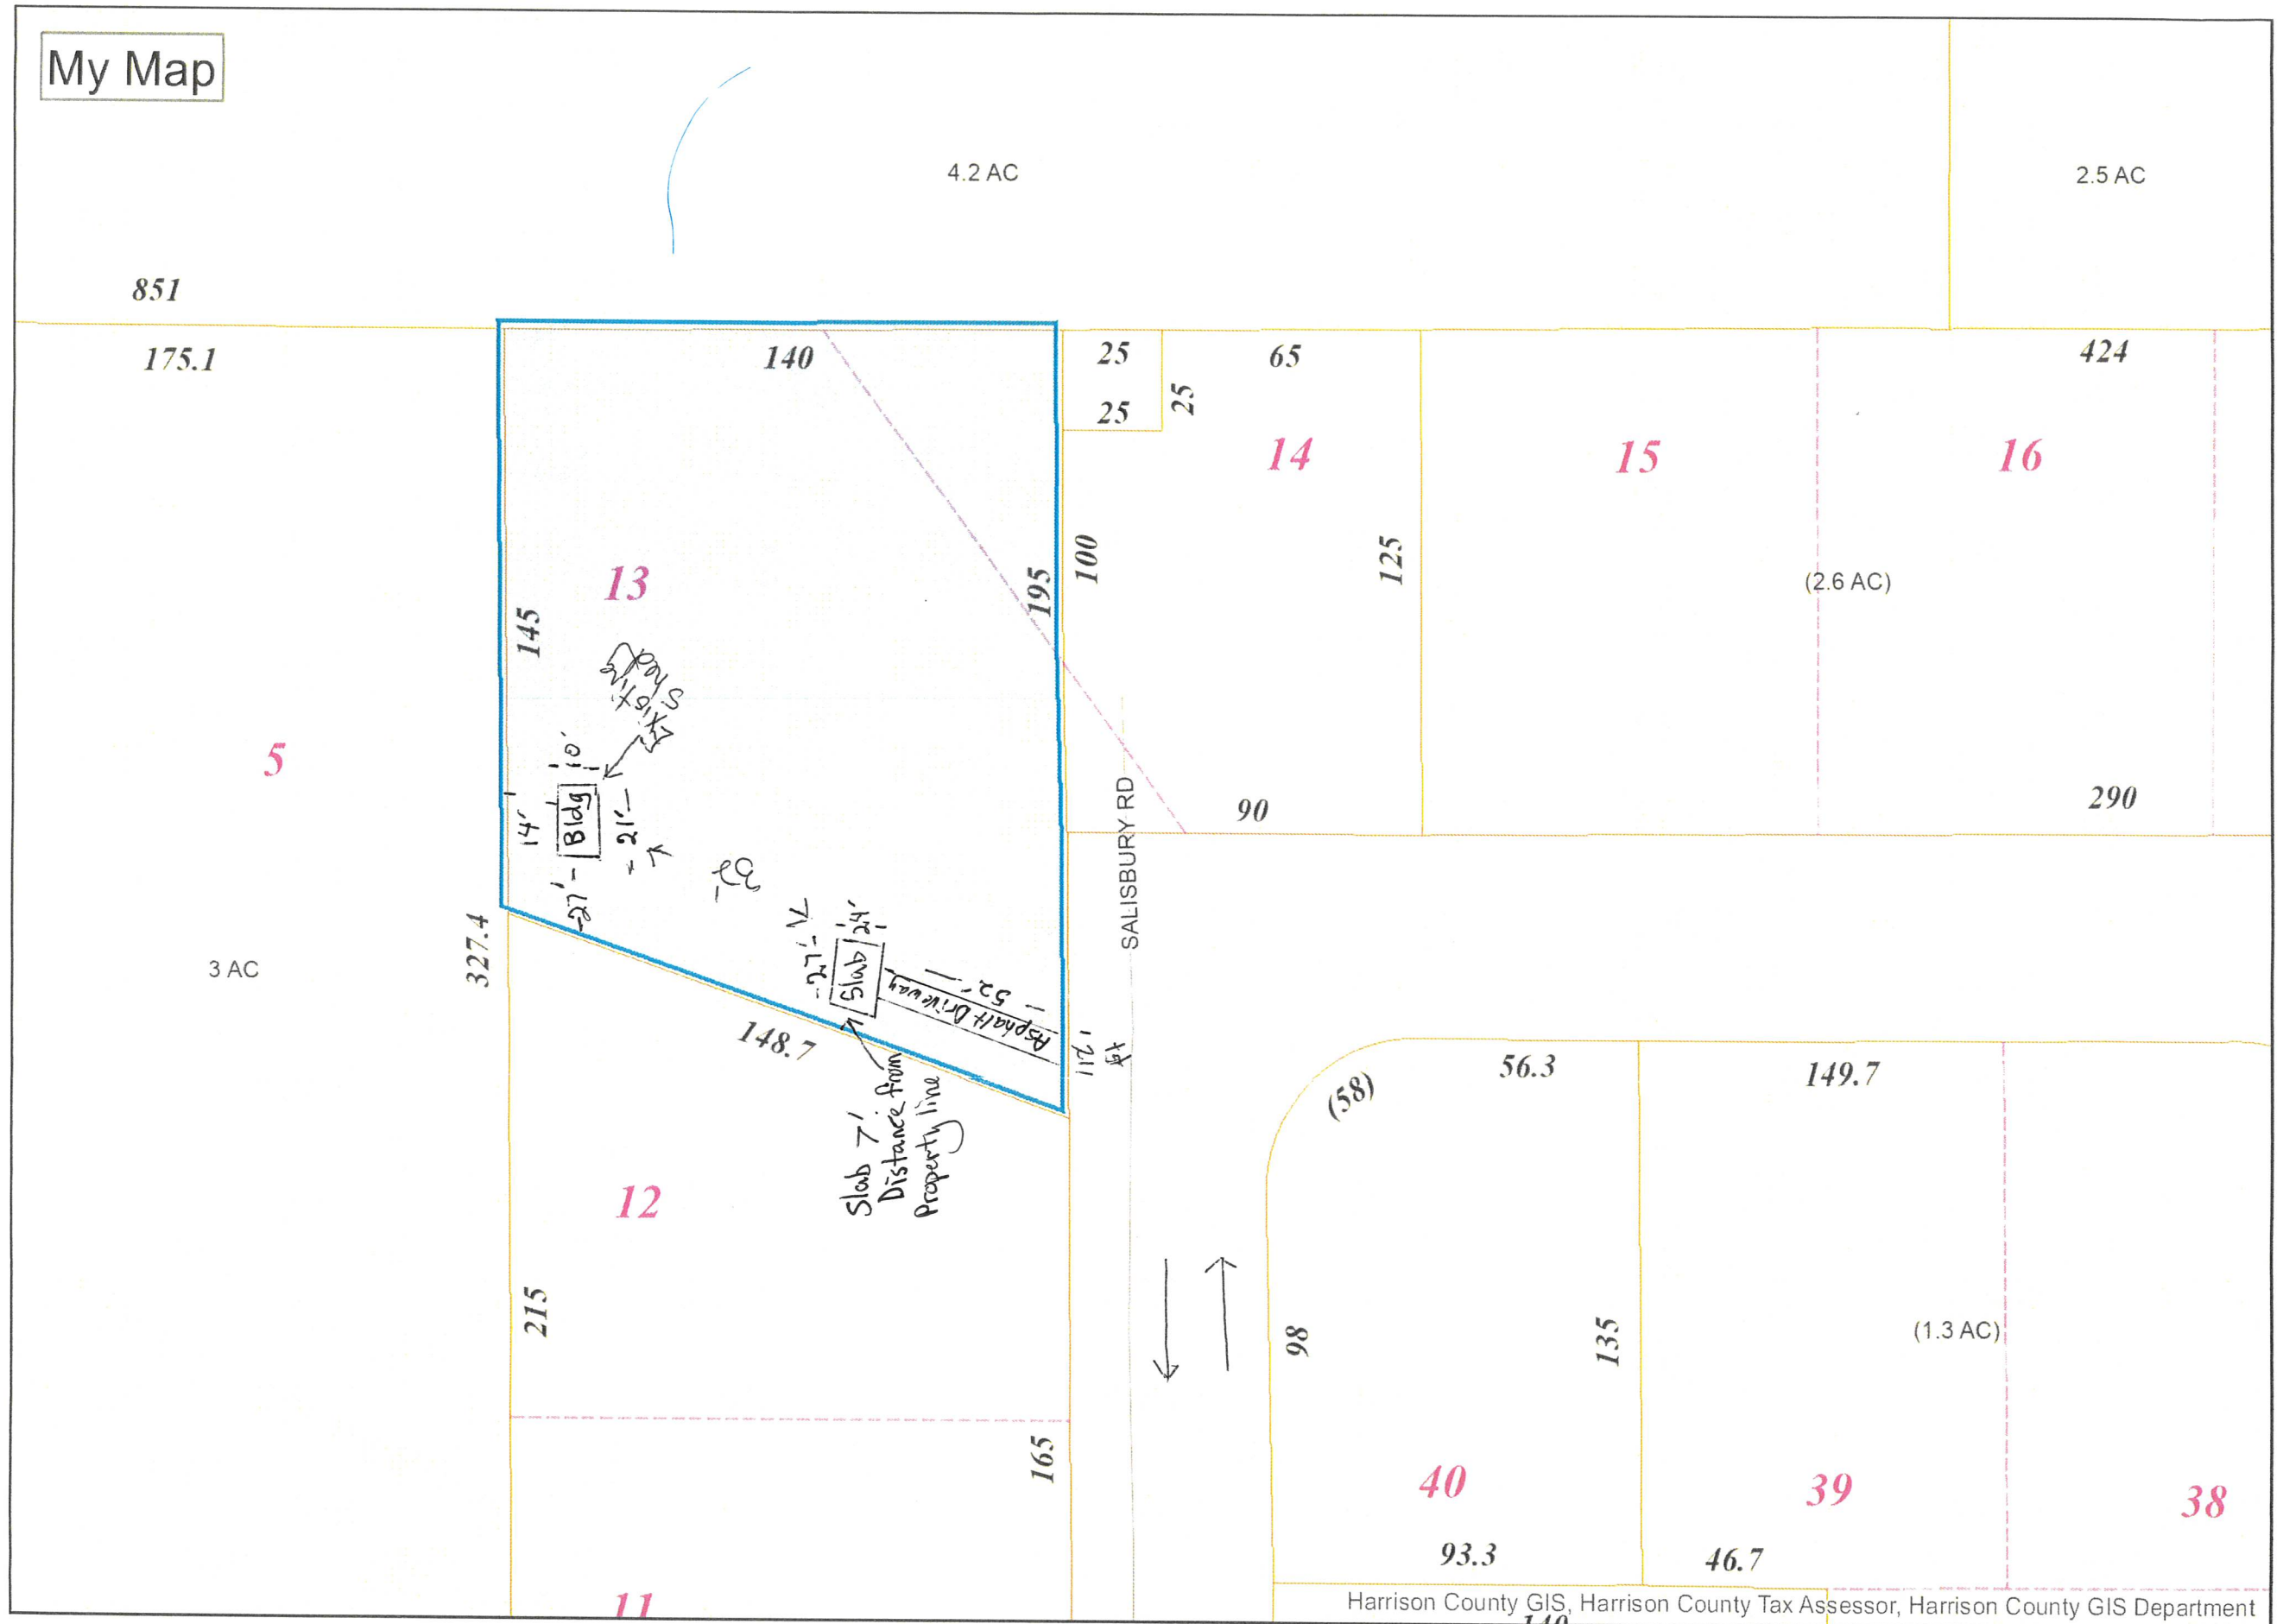 My Map
4.2 AC
2.5 AC
851
175.1
140
25
65
424
25
25
13
14
15
16
145
195
100
125
(2.6 AC)
Existing
Shed
5
10'
14'
Bldg
21'
27'
90
290
SALISBURY RD
327.4
3 AC
27'
24'
Slab
52'
Asphalt Driveway
148.7
12'
Slab 7'
Distance from
Property line
(58)
56.3
149.7
12
215
98
135
(1.3 AC)
165
40
39
38
93.3
46.7
11
Harrison County GIS, Harrison County Tax Assessor, Harrison County GIS Department
140